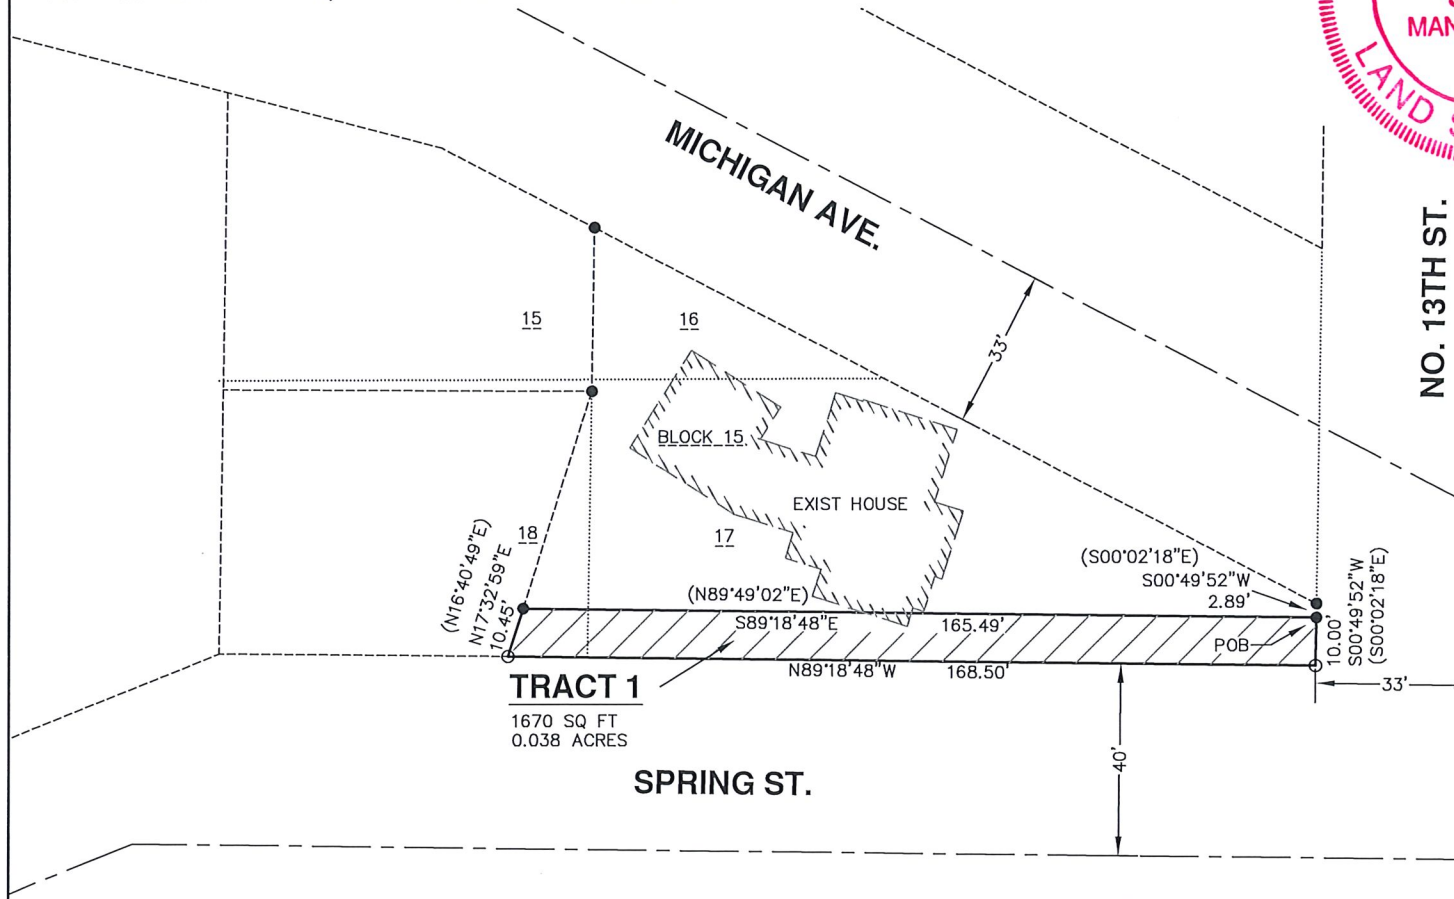 MAN
LAND S
MICHIGAN AVE.
NO. 13TH ST.
15
16
33'
BLOCK 15
EXIST HOUSE
18
17
(N16°40'49"E)
N17°32'59"E
10.45'
(N89°49'02"E)
S89°18'48"E 165.49'
(S00°02'18"E)
S00°49'52"W
2.89'
POB
10.00'
S00°49'52"W
(S00°02'18"E)
N89°18'48"W 168.50'
33'
TRACT 1
1670 SQ FT
0.038 ACRES
40'
SPRING ST.